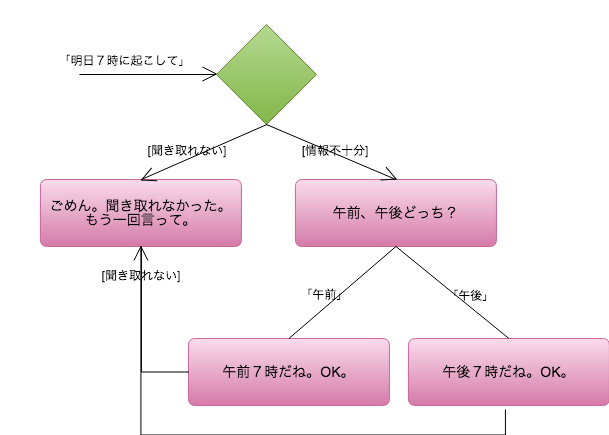 「明日７時に起こして」
[聞き取れない]
[情報不十分]
ごめん。聞き取れなかった。
もう一回言って。
午前、午後どっち？
[聞き取れない]
「午前」
「午後」
午前７時だね。OK。
午後７時だね。OK。